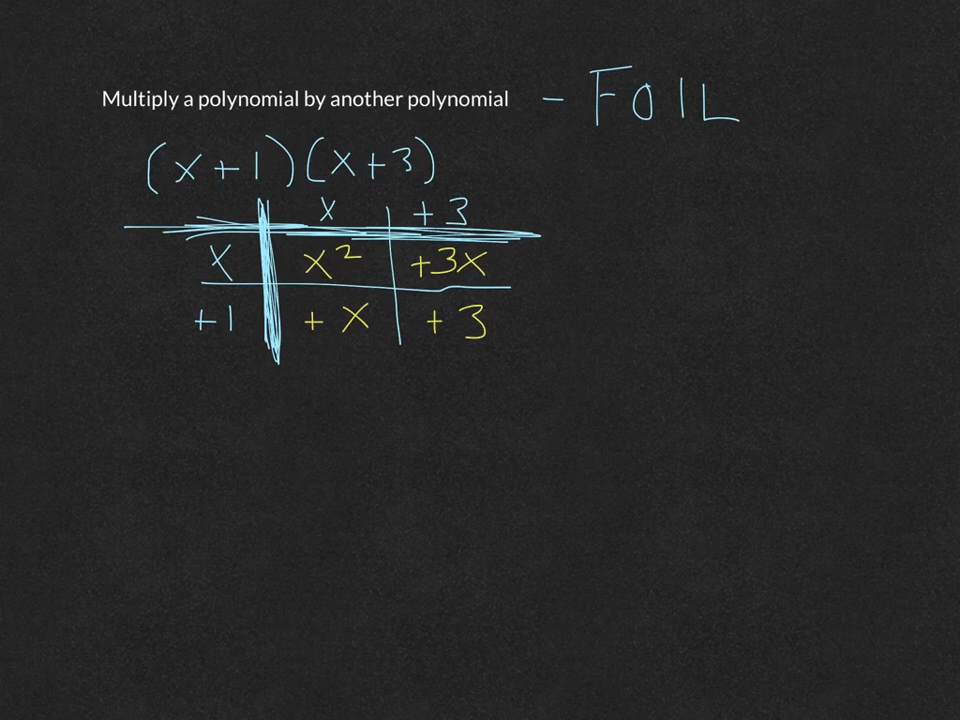 Multiply a polynomial by another polynomial - FOIL
(x+1)(x+3)
x +3
x x² +3x
+1 +x +3